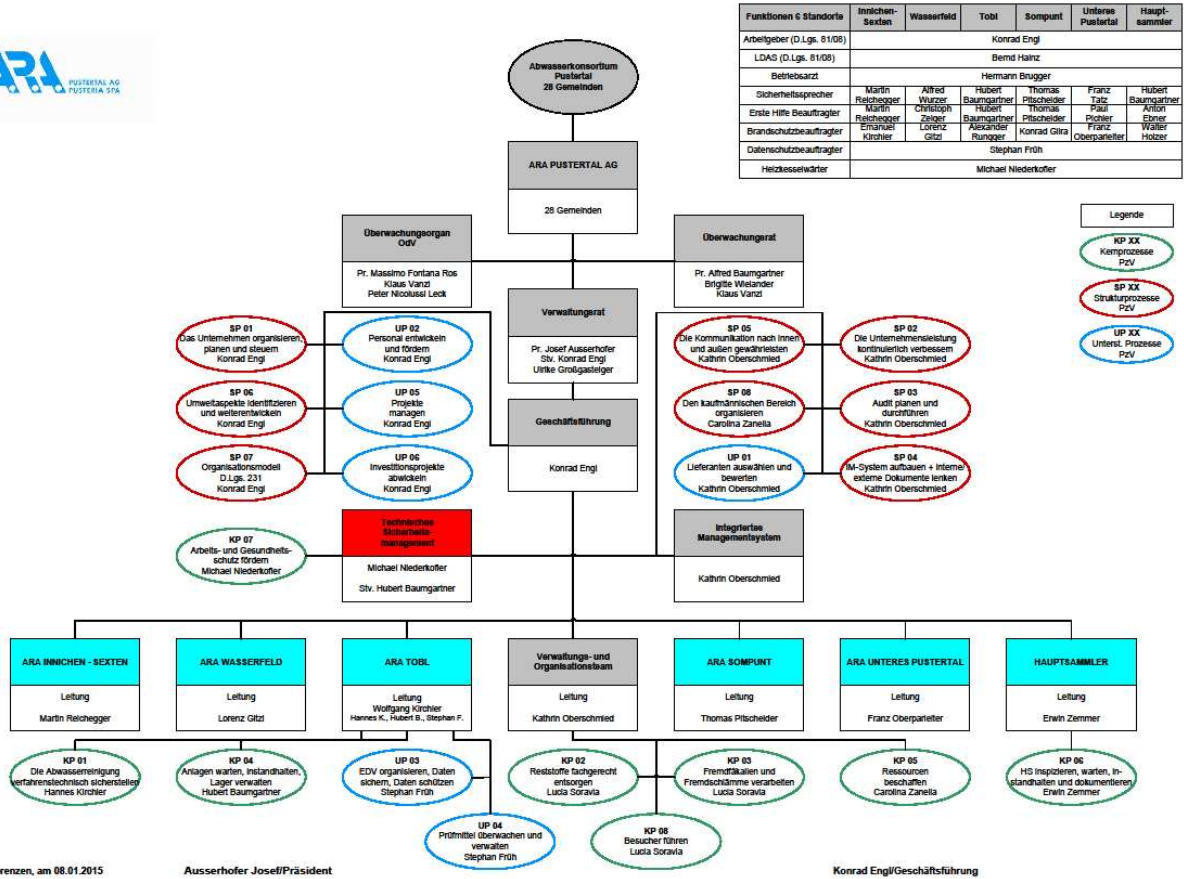 ARA
PUSTERTAL AG
PUSTERIA SPA
Funktionen & Standorte
Innichen-Sexten
Wasserfeld
Tobl
Sompunt
Unteres Pustertal
Haupt-sammler
Arbeitgeber (D.Lgs. 81/08)
Konrad Engl
LDAS (D.Lgs. 81/08)
Bernd Hainz
Betriebsarzt
Hermann Brugger
Sicherheitssprecher
Martin Reichegger
Alfred Wurzer
Hubert Baumgartner
Thomas Pitscheider
Franz Tatz
Hubert Baumgartner
Erste Hilfe Beauftragter
Martin Reichegger
Christoph Zelger
Hubert Baumgartner
Thomas Pitscheider
Paul Pichler
Anton Ebner
Brandschutzbeauftragter
Emanuel Kirchler
Lorenz Gitzl
Alexander Rungger
Konrad Gilra
Franz Oberparleiter
Walter Holzer
Datenschutzbeauftragter
Stephan Früh
Heizkesselwärter
Michael Niederkofler
Abwasserkonsortium
Pustertal
28 Gemeinden
ARA PUSTERTAL AG
28 Gemeinden
Legende
KP XX
Kernprozesse
PzV
SP XX
Strukturprozesse
PzV
UP XX
Unterst. Prozesse
PzV
Überwachungsorgan
OdV
Pr. Massimo Fontana Ros
Klaus Vanzi
Peter Nicolussi Leck
Überwachungsrat
Pr. Alfred Baumgartner
Brigitte Wielander
Klaus Vanzi
Verwaltungsrat
Pr. Josef Ausserhofer
Stv. Konrad Engl
Ulrike Großgasteiger
SP 01
Das Unternehmen organisieren,
planen und steuern
Konrad Engl
UP 02
Personal entwickeln
und fördern
Konrad Engl
SP 05
Die Kommunikation nach innen
und außen gewährleisten
Kathrin Oberschmied
SP 02
Die Unternehmensleistung
kontinuierlich verbessern
Kathrin Oberschmied
SP 06
Umweltaspekte identifizieren
und weiterentwickeln
Konrad Engl
UP 05
Projekte
managen
Konrad Engl
Geschäftsführung
Konrad Engl
SP 08
Den kaufmännischen Bereich
organisieren
Carolina Zanella
SP 03
Audit planen und
durchführen
Kathrin Oberschmied
SP 07
Organisationsmodell
D.Lgs. 231
Konrad Engl
UP 06
Investitionsprojekte
abwickeln
Konrad Engl
UP 01
Lieferanten auswählen und
bewerten
Kathrin Oberschmied
SP 04
IM-System aufbauen + interne/
externe Dokumente lenken
Kathrin Oberschmied
KP 07
Arbeits- und Gesundheits-
schutz fördern
Michael Niederkofler
Technisches
Sicherheits-
management
Michael Niederkofler
Stv. Hubert Baumgartner
Integriertes
Managementsystem
Kathrin Oberschmied
ARA INNICHEN - SEXTEN
Leitung
Martin Reichegger
ARA WASSERFELD
Leitung
Lorenz Gitzl
ARA TOBL
Leitung
Wolfgang Kirchler
Hannes K., Hubert B., Stephan F.
Verwaltungs- und
Organisationsteam
Leitung
Kathrin Oberschmied
ARA SOMPUNT
Leitung
Thomas Pitscheider
ARA UNTERES PUSTERTAL
Leitung
Franz Oberparleiter
HAUPTSAMMLER
Leitung
Erwin Zemmer
KP 01
Die Abwasserreinigung
verfahrenstechnisch sicherstellen
Hannes Kirchler
KP 04
Anlagen warten, instandhalten,
Lager verwalten
Hubert Baumgartner
UP 03
EDV organisieren, Daten
sichern, Daten schützen
Stephan Früh
KP 02
Reststoffe fachgerecht
entsorgen
Lucia Soravia
KP 03
Fremdfäkalien und
Fremdschlämme verarbeiten
Lucia Soravia
KP 05
Ressourcen
beschaffen
Carolina Zanella
KP 06
HS inspizieren, warten, in-
standhalten und dokumentieren
Erwin Zemmer
UP 04
Prüfmittel überwachen und
verwalten
Stephan Früh
KP 08
Besucher führen
Lucia Soravia
renzen, am 08.01.2015
Ausserhofer Josef/Präsident
Konrad Engl/Geschäftsführung